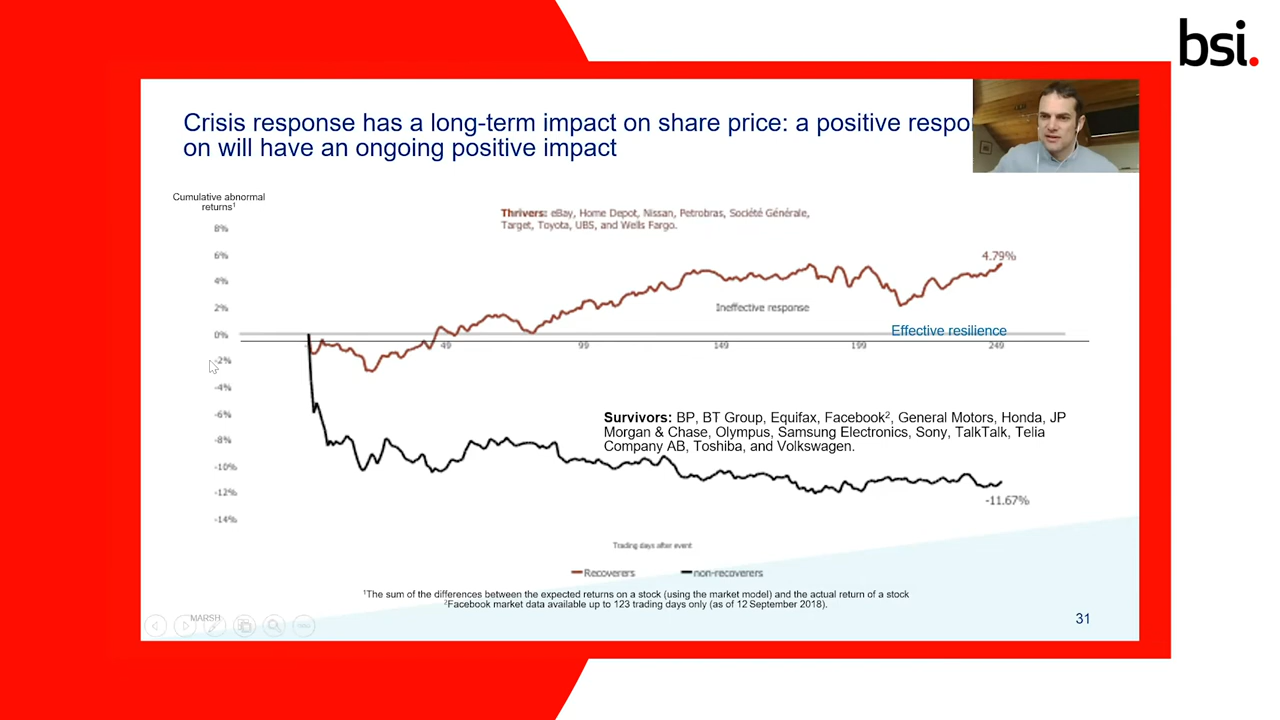 bsi.
Crisis response has a long-term impact on share price: a positive respo
on will have an ongoing positive impact
Cumulative abnormal
returns¹
Thrivers: eBay, Home Depot, Nissan, Petrobras, Société Générale,
Target, Toyota, UBS, and Wells Fargo.
8%
6%
4.79%
4%
2%
Ineffective response
0%
Effective resilience
49
99
149
199
249
-2%
-4%
-6%
Survivors: BP, BT Group, Equifax, Facebook², General Motors, Honda, JP
Morgan & Chase, Olympus, Samsung Electronics, Sony, TalkTalk, Telia
Company AB, Toshiba, and Volkswagen.
-8%
-10%
-12%
-11.67%
-14%
Trading days after event
Recoverers
non-recoverers
¹The sum of the differences between the expected returns on a stock (using the market model) and the actual return of a stock
²Facebook market data available up to 123 trading days only (as of 12 September 2018).
MARSH
31